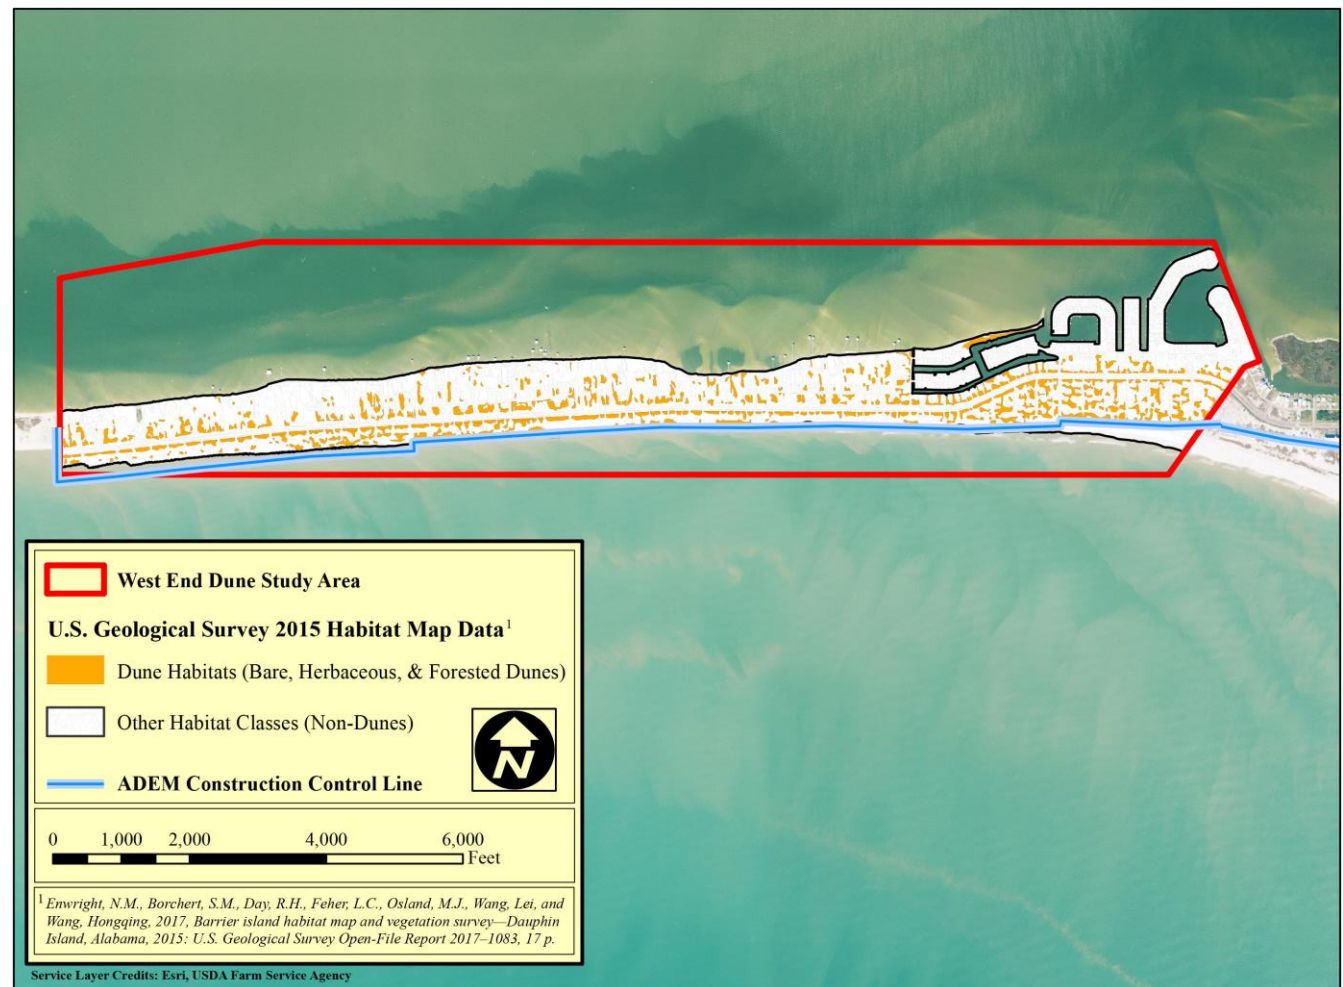 West End Dune Study Area
U.S. Geological Survey 2015 Habitat Map Data1
Dune Habitats (Bare, Herbaceous, & Forested Dunes)
Other Habitat Classes (Non-Dunes)
N
ADEM Construction Control Line
0 1,000 2,000 4,000 6,000
Feet
1 Enwright, N.M., Borchert, S.M., Day, R.H., Feher, L.C., Osland, M.J., Wang, Lei, and
Wang, Hongqing, 2017, Barrier island habitat map and vegetation survey—Dauphin
Island, Alabama, 2015: U.S. Geological Survey Open-File Report 2017–1083, 17 p.
Service Layer Credits: Esri, USDA Farm Service Agency